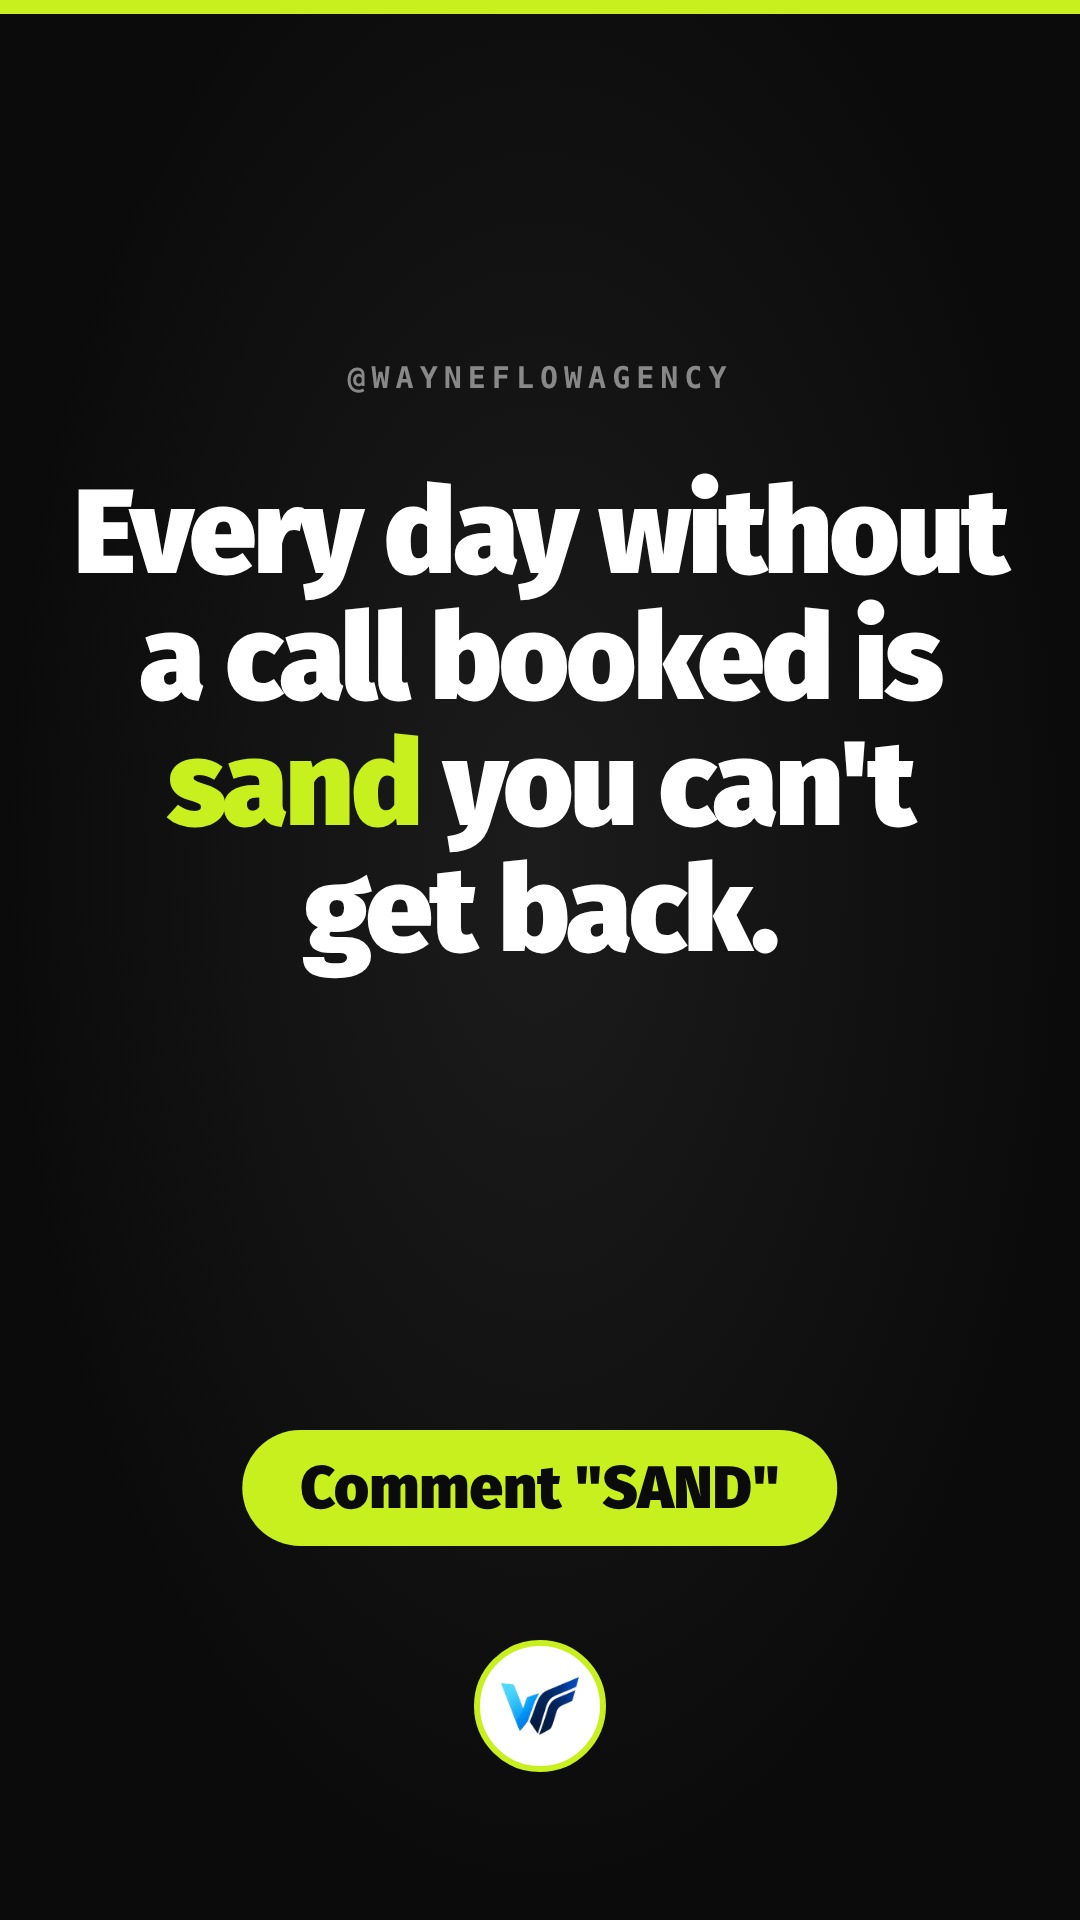 @WAYNEFLOWAGENCY
Every day without
a call booked is
sand you can't
get back.
Comment "SAND"